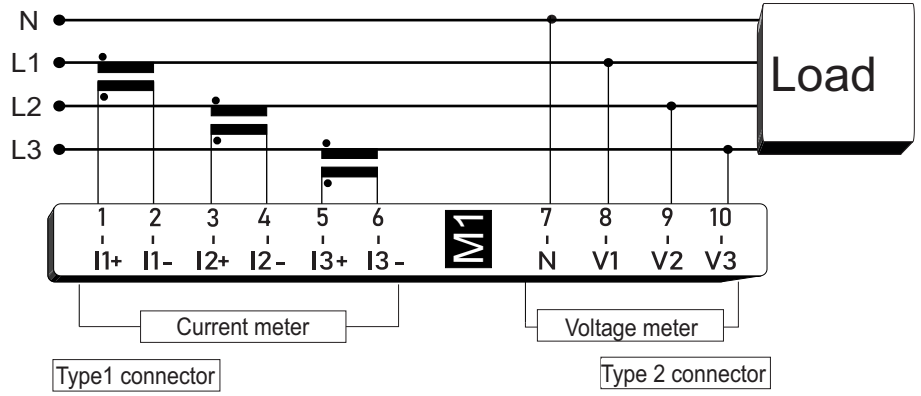 N
L1
L2
L3
Load
1 2 3 4 5 6 7 8 9 10
I1+ I1- I2+ I2- I3+ I3- M1 N V1 V2 V3
Current meter
Voltage meter
Type1 connector
Type 2 connector